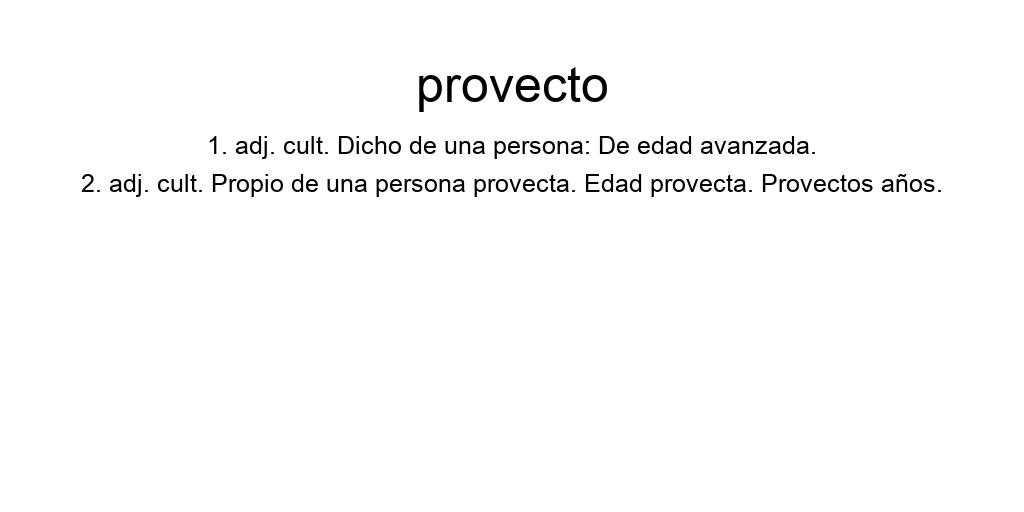 provecto
1. adj. cult. Dicho de una persona: De edad avanzada.
2. adj. cult. Propio de una persona provecta. Edad provecta. Provectos años.